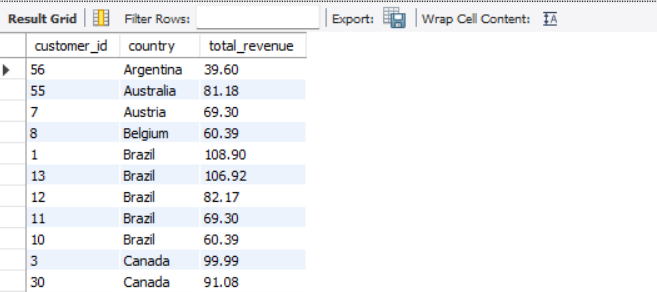 Result Grid Filter Rows: Export: Wrap Cell Content: IA
customer_id country total_revenue
56 Argentina 39.60
55 Australia 81.18
7 Austria 69.30
8 Belgium 60.39
1 Brazil 108.90
13 Brazil 106.92
12 Brazil 82.17
11 Brazil 69.30
10 Brazil 60.39
3 Canada 99.99
30 Canada 91.08